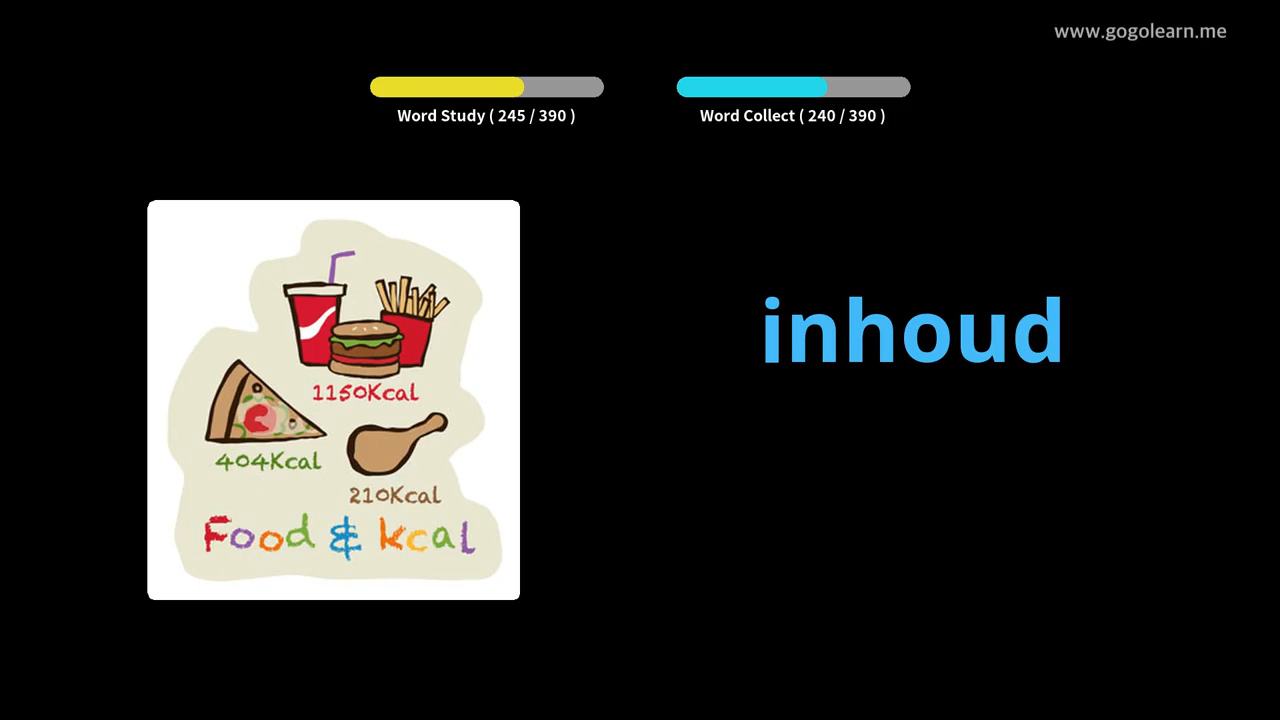 www.gogolearn.me
Word Study ( 245 / 390 )
Word Collect ( 240 / 390 )
inhoud
1150Kcal
404Kcal
210Kcal
Food & kcal